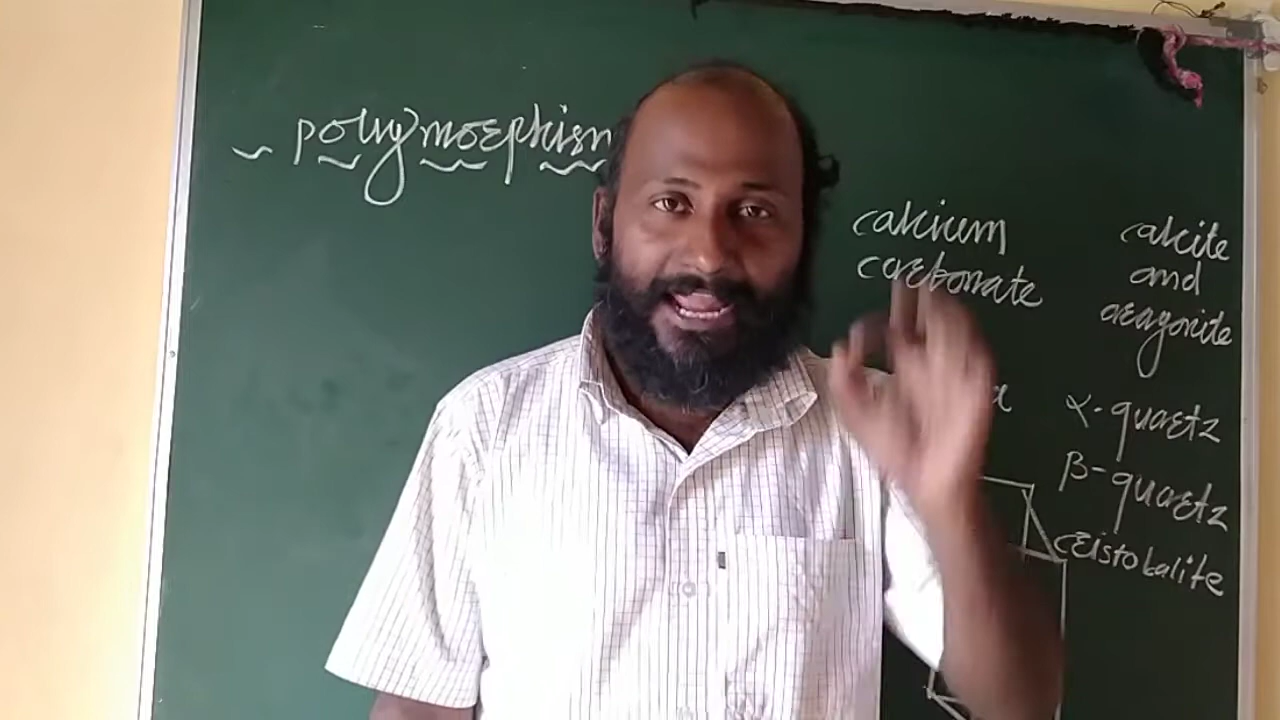 polymorphism
calcium
carbonate
calcite
and
aragonite
α-quartz
β-quartz
cristobalite